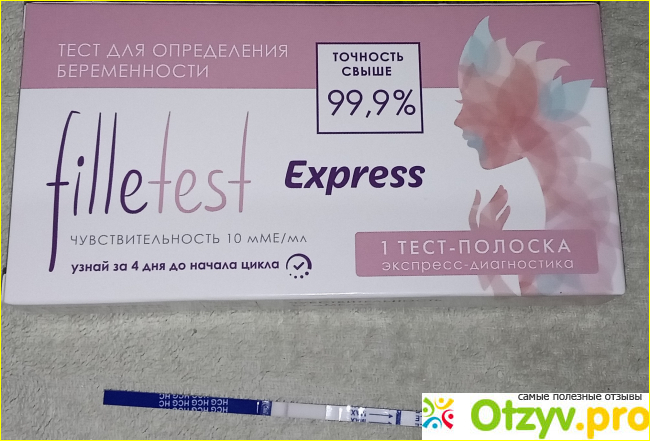 ТЕСТ ДЛЯ ОПРЕДЕЛЕНИЯ
БЕРЕМЕННОСТИ
ТОЧНОСТЬ
СВЫШЕ
99,9%
filletest
Express
ЧУВСТВИТЕЛЬНОСТЬ 10 мМЕ/мл
узнай за 4 дня до начала цикла
1 ТЕСТ-ПОЛОСКА
экспресс-диагностика
HCG HCG HCG HCG
самые полезные отзывы
Otzyv.pro